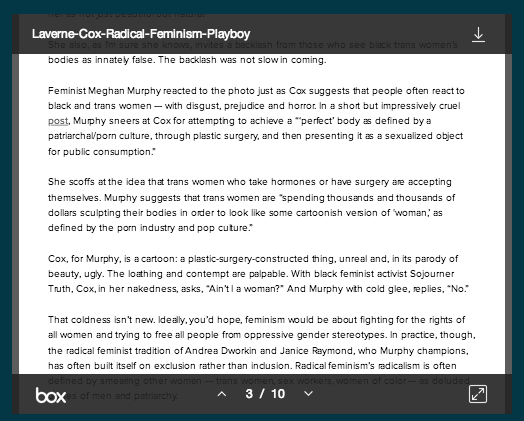 her as not just beautiful but natural.
Laverne-Cox-Radical-Feminism-Playboy
She also, as I'm sure she knows, invites a backlash from those who see black trans women's
bodies as innately false. The backlash was not slow in coming.
Feminist Meghan Murphy reacted to the photo just as Cox suggests that people often react to
black and trans women — with disgust, prejudice and horror. In a short but impressively cruel
post, Murphy sneers at Cox for attempting to achieve a "'perfect' body as defined by a
patriarchal/porn culture, through plastic surgery, and then presenting it as a sexualized object
for public consumption."
She scoffs at the idea that trans women who take hormones or have surgery are accepting
themselves. Murphy suggests that trans women are "spending thousands and thousands of
dollars sculpting their bodies in order to look like some cartoonish version of 'woman,' as
defined by the porn industry and pop culture."
Cox, for Murphy, is a cartoon: a plastic-surgery-constructed thing, unreal and, in its parody of
beauty, ugly. The loathing and contempt are palpable. With black feminist activist Sojourner
Truth, Cox, in her nakedness, asks, "Ain't I a woman?" And Murphy with cold glee, replies, "No."
That coldness isn't new. Ideally, you'd hope, feminism would be about fighting for the rights of
all women and trying to free all people from oppressive gender stereotypes. In practice, though,
the radical feminist tradition of Andrea Dworkin and Janice Raymond, who Murphy champions,
has often built itself on exclusion rather than inclusion. Radical feminism's radicalism is often
defined by smearing other women — trans women, sex workers, women of color — as deluded
of men and patriarchy.
box
3 / 10